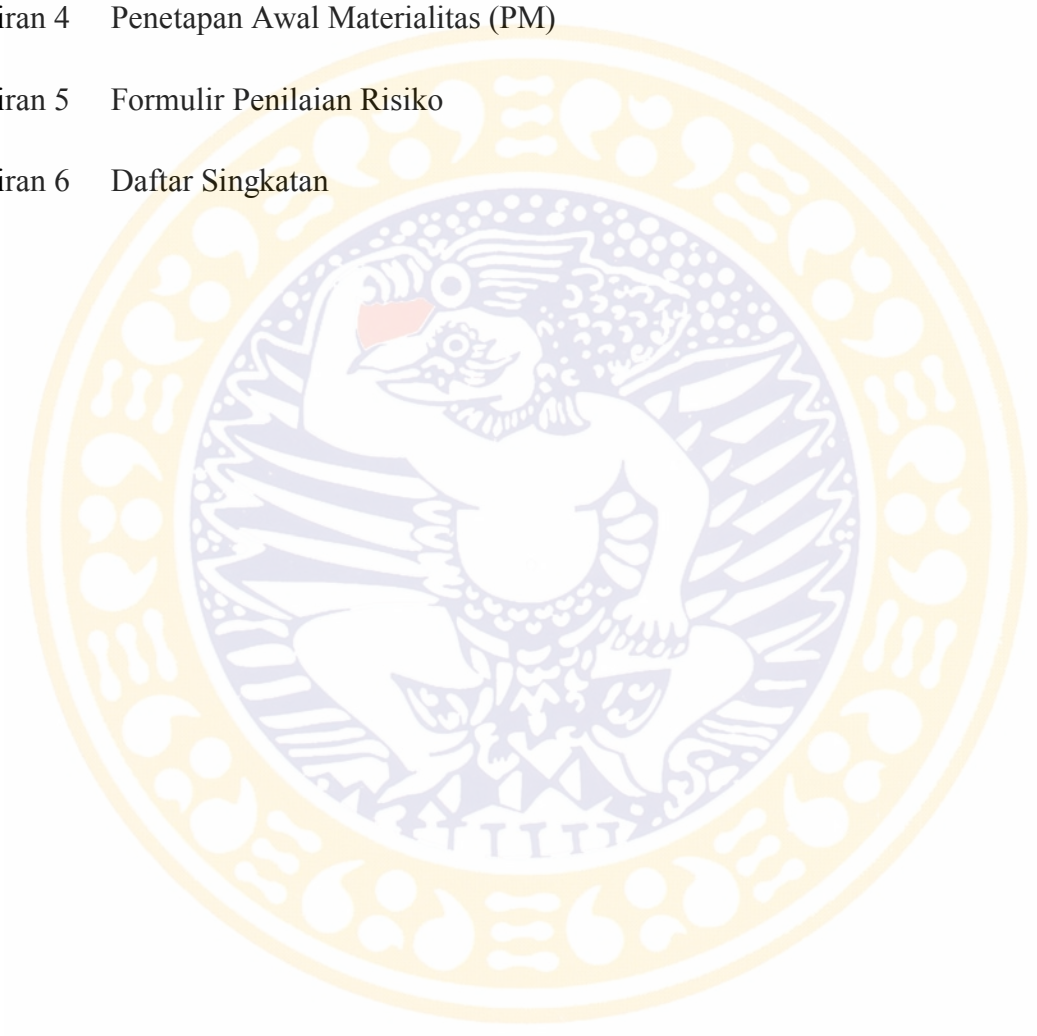 iran 4 Penetapan Awal Materialitas (PM)
iran 5 Formulir Penilaian Risiko
iran 6 Daftar Singkatan